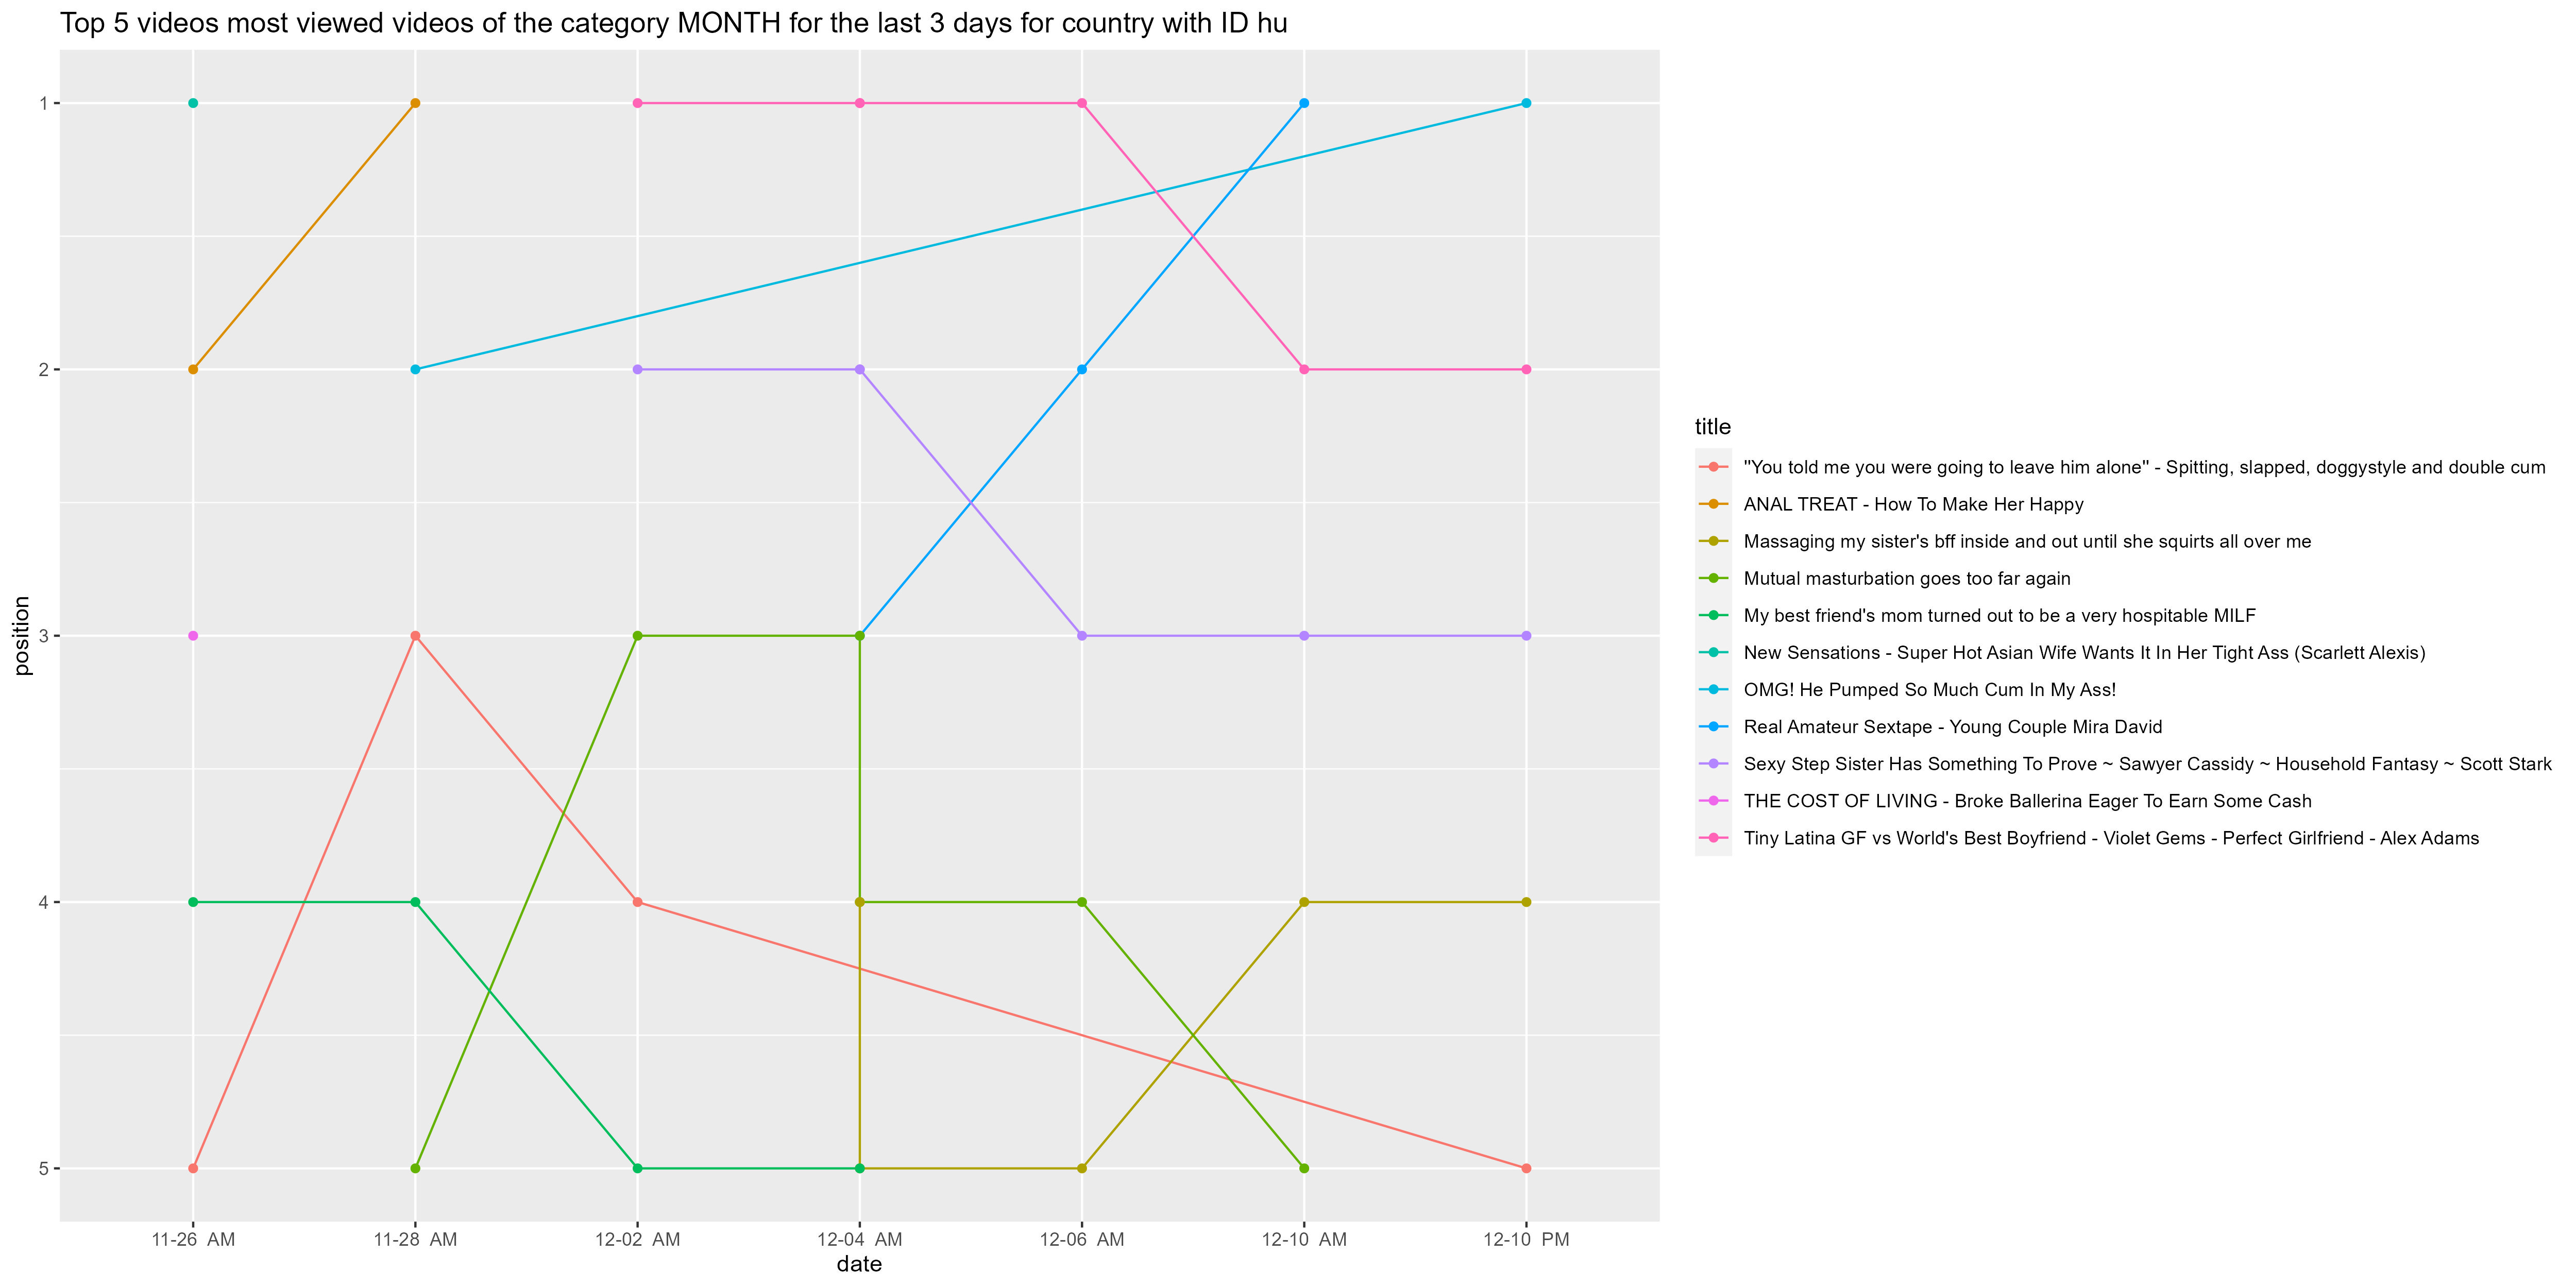 Top 5 videos most viewed videos of the category MONTH for the last 3 days for country with ID hu
position
1
2
3
4
5
11-26 AM
11-28 AM
12-02 AM
12-04 AM
12-06 AM
12-10 AM
12-10 PM
date
title
"You told me you were going to leave him alone" - Spitting, slapped, doggystyle and double cum
ANAL TREAT - How To Make Her Happy
Massaging my sister's bff inside and out until she squirts all over me
Mutual masturbation goes too far again
My best friend's mom turned out to be a very hospitable MILF
New Sensations - Super Hot Asian Wife Wants It In Her Tight Ass (Scarlett Alexis)
OMG! He Pumped So Much Cum In My Ass!
Real Amateur Sextape - Young Couple Mira David
Sexy Step Sister Has Something To Prove ~ Sawyer Cassidy ~ Household Fantasy ~ Scott Stark
THE COST OF LIVING - Broke Ballerina Eager To Earn Some Cash
Tiny Latina GF vs World's Best Boyfriend - Violet Gems - Perfect Girlfriend - Alex Adams